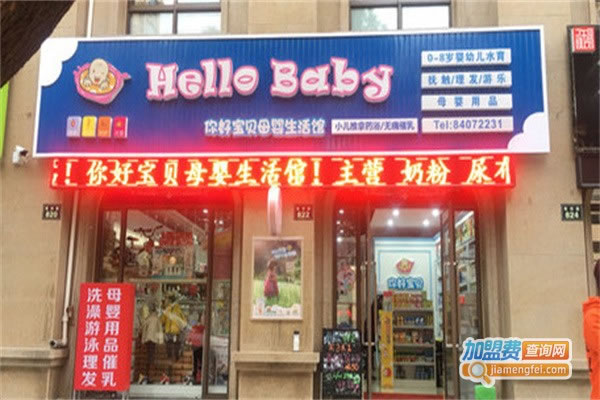 Hello Baby
你好宝贝母婴生活馆
小儿推拿药浴/无痛催乳
0-8岁婴幼儿水育
抚触/理发/游乐
母婴用品
Tel:84072231
！你好宝贝母婴生活馆！主营 奶粉 尿布
820
822
824
你好宝贝
母婴用品催乳
洗澡游泳理发
加盟费查询网
jiamengfei.com